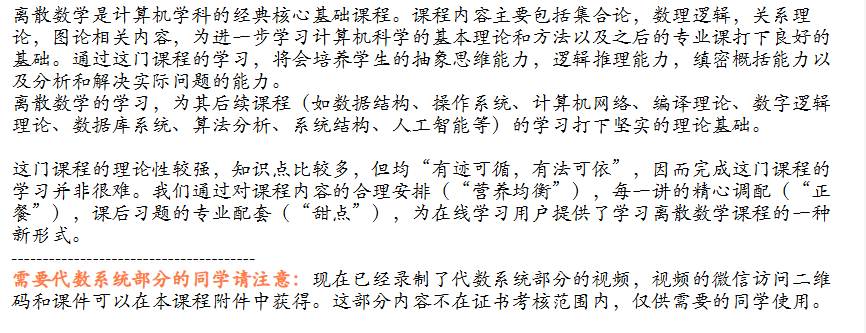 离散数学是计算机学科的经典核心基础课程。课程内容主要包括集合论，数理逻辑，关系理
论，图论相关内容，为进一步学习计算机科学的基本理论和方法以及之后的专业课打下良好的
基础。通过这门课程的学习，将会培养学生的抽象思维能力，逻辑推理能力，缜密概括能力以
及分析和解决实际问题的能力。
离散数学的学习，为其后续课程（如数据结构、操作系统、计算机网络、编译理论、数字逻辑
理论、数据库系统、算法分析、系统结构、人工智能等）的学习打下坚实的理论基础。
这门课程的理论性较强，知识点比较多，但均“有迹可循，有法可依”，因而完成这门课程的
学习并非很难。我们通过对课程内容的合理安排（“营养均衡”），每一讲的精心调配（“正
餐”），课后习题的专业配套（“甜点”），为在线学习用户提供了学习离散数学课程的一种
新形式。
---------------------------------------
需要代数系统部分的同学请注意：现在已经录制了代数系统部分的视频，视频的微信访问二维
码和课件可以在本课程附件中获得。这部分内容不在证书考核范围内，仅供需要的同学使用。